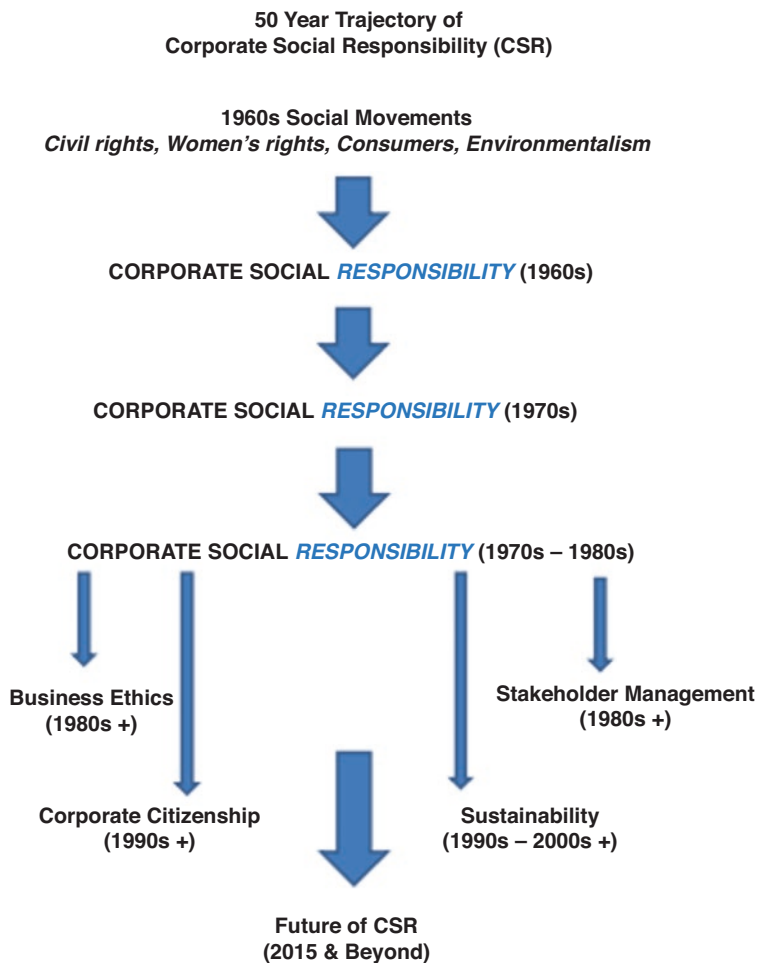 50 Year Trajectory of
Corporate Social Responsibility (CSR)
1960s Social Movements
Civil rights, Women's rights, Consumers, Environmentalism
CORPORATE SOCIAL RESPONSIBILITY (1960s)
CORPORATE SOCIAL RESPONSIBILITY (1970s)
CORPORATE SOCIAL RESPONSIBILITY (1970s – 1980s)
Business Ethics
(1980s +)
Stakeholder Management
(1980s +)
Corporate Citizenship
(1990s +)
Sustainability
(1990s – 2000s +)
Future of CSR
(2015 & Beyond)